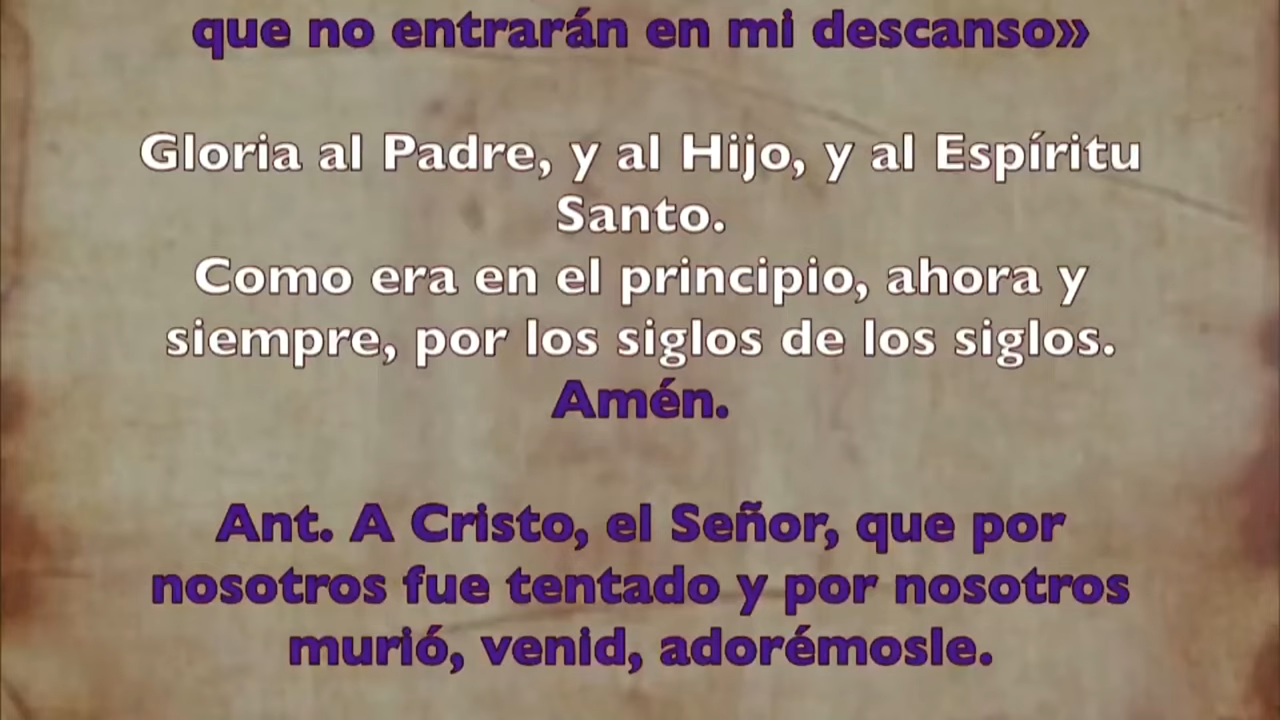 que no entrarán en mi descanso»
Gloria al Padre, y al Hijo, y al Espíritu
Santo.
Como era en el principio, ahora y
siempre, por los siglos de los siglos.
Amén.
Ant. A Cristo, el Señor, que por
nosotros fue tentado y por nosotros
murió, venid, adorémosle.